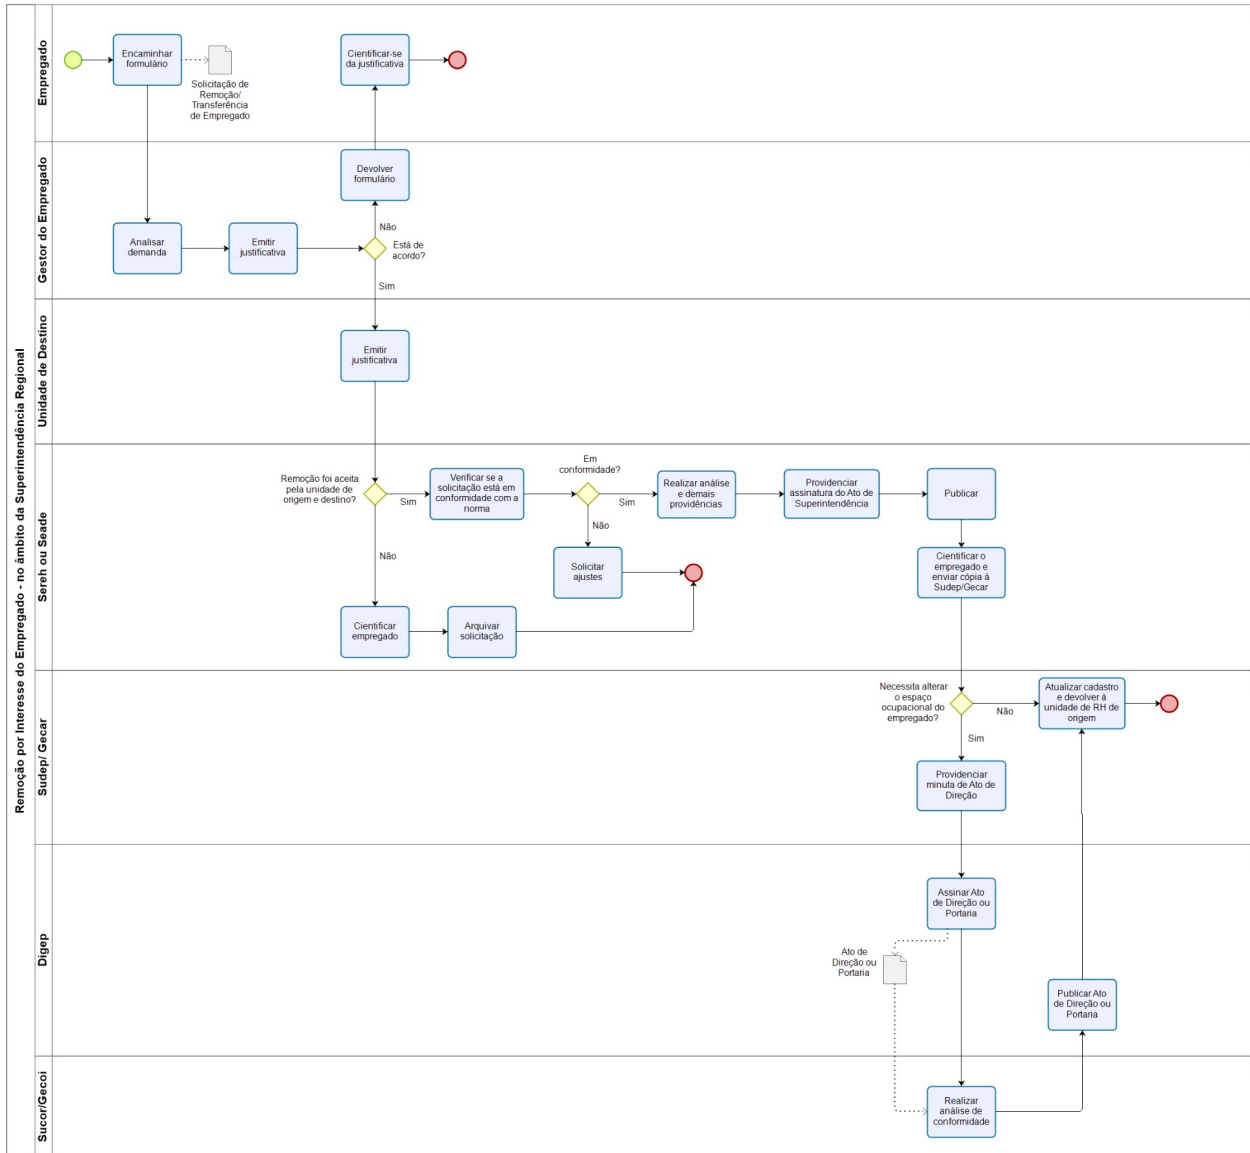 Remoção por Interesse do Empregado - no âmbito da Superintendência Regional
Empregado
Encaminhar
formulário
Solicitação de
Remoção/
Transferência
de Empregado
Cientificar-se
da justificativa
Gestor do Empregado
Devolver
formulário
Não
Analisar
demanda
Emitir
justificativa
Está de
acordo?
Sim
Unidade de Destino
Emitir
justificativa
Sereh ou Seade
Remoção foi aceita
pela unidade de
origem e destino?
Sim
Verificar se a
solicitação está em
conformidade com a
norma
Em
conformidade?
Sim
Realizar análise
e demais
providências
Providenciar
assinatura do Ato de
Superintendência
Publicar
Não
Não
Solicitar
ajustes
Cientificar o
empregado e
enviar cópia à
Sudep/Gecar
Cientificar
empregado
Arquivar
solicitação
Sudep/ Gecar
Necessita alterar
o espaço
ocupacional do
empregado?
Não
Atualizar cadastro
e devolver à
unidade de RH de
origem
Sim
Providenciar
minuta de Ato de
Direção
Digep
Assinar Ato
de Direção ou
Portaria
Ato de
Direção ou
Portaria
Publicar Ato
de Direção ou
Portaria
Sucor/Gecoi
Realizar
análise de
conformidade